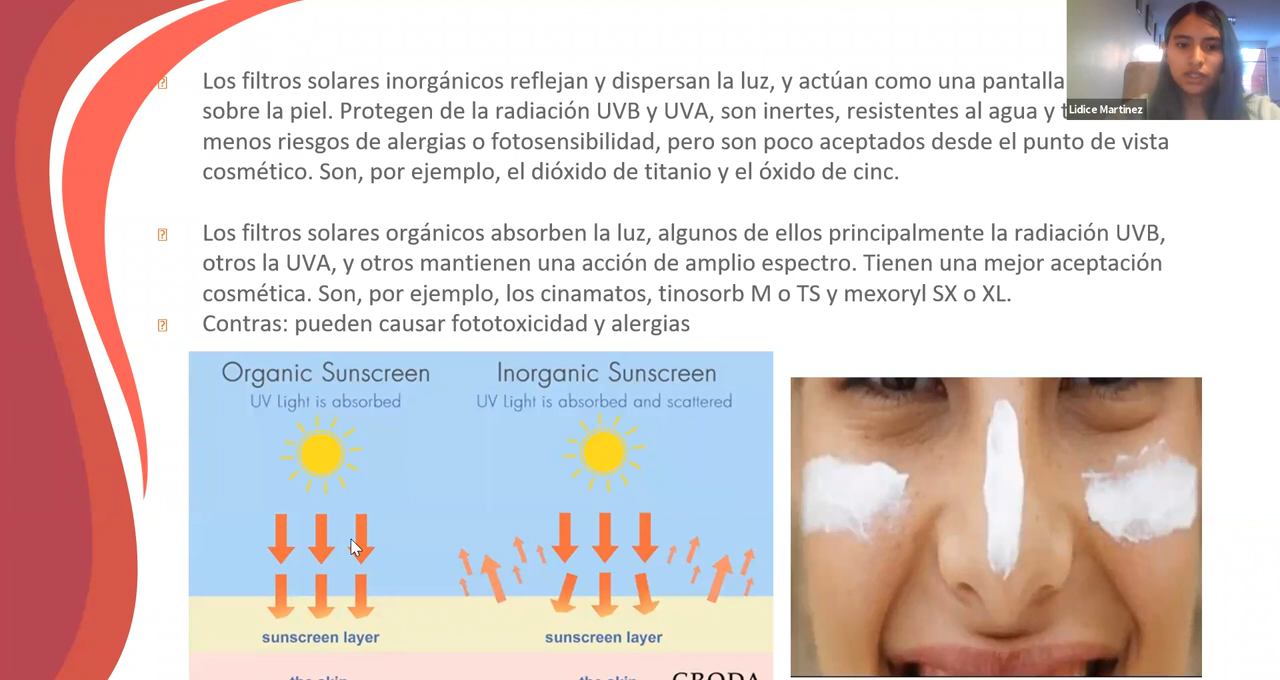 Los filtros solares inorgánicos reflejan y dispersan la luz, y actúan como una pantalla
sobre la piel. Protegen de la radiación UVB y UVA, son inertes, resistentes al agua y
menos riesgos de alergias o fotosensibilidad, pero son poco aceptados desde el punto de vista
cosmético. Son, por ejemplo, el dióxido de titanio y el óxido de cinc.
Lidice Martinez
Los filtros solares orgánicos absorben la luz, algunos de ellos principalmente la radiación UVB,
otros la UVA, y otros mantienen una acción de amplio espectro. Tienen una mejor aceptación
cosmética. Son, por ejemplo, los cinamatos, tinosorb M o TS y mexoryl SX o XL.
Contras: pueden causar fototoxicidad y alergias
Organic Sunscreen
UV Light is absorbed
sunscreen layer
Inorganic Sunscreen
UV Light is absorbed and scattered
sunscreen layer